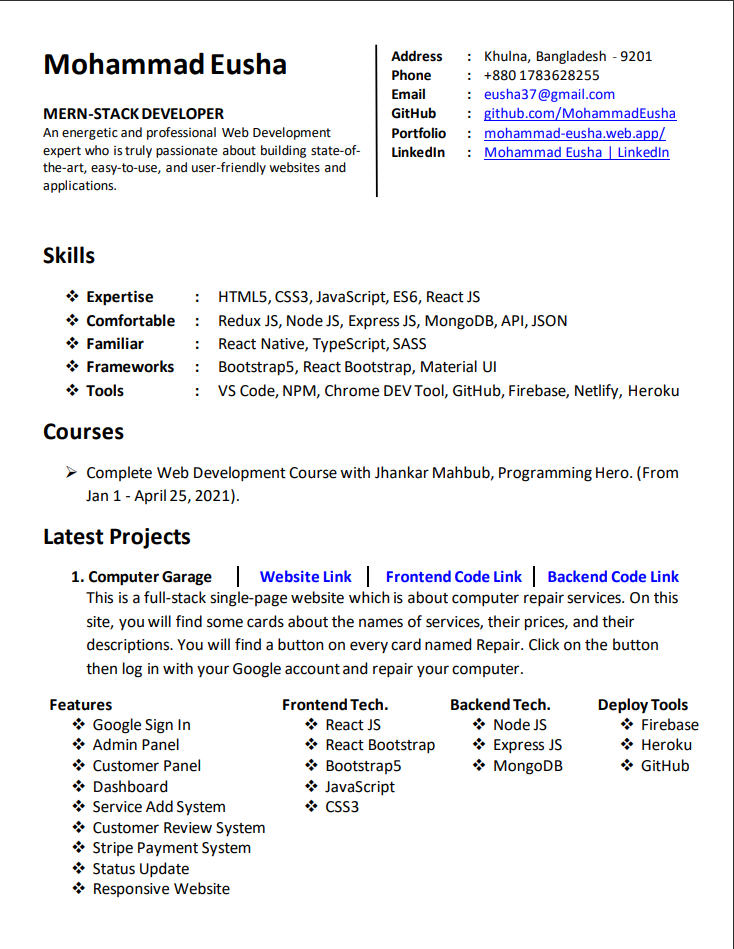 Mohammad Eusha
MERN-STACK DEVELOPER
An energetic and professional Web Development
expert who is truly passionate about building state-of-
the-art, easy-to-use, and user-friendly websites and
applications.
Address : Khulna, Bangladesh - 9201
Phone : +880 1783628255
Email : eusha37@gmail.com
GitHub : github.com/MohammadEusha
Portfolio : mohammad-eusha.web.app/
LinkedIn : Mohammad Eusha | LinkedIn
Skills
❖ Expertise : HTML5, CSS3, JavaScript, ES6, React JS
❖ Comfortable : Redux JS, Node JS, Express JS, MongoDB, API, JSON
❖ Familiar : React Native, TypeScript, SASS
❖ Frameworks : Bootstrap5, React Bootstrap, Material UI
❖ Tools : VS Code, NPM, Chrome DEV Tool, GitHub, Firebase, Netlify, Heroku
Courses
➢ Complete Web Development Course with Jhankar Mahbub, Programming Hero. (From
Jan 1 - April 25, 2021).
Latest Projects
1. Computer Garage | Website Link | Frontend Code Link | Backend Code Link
This is a full-stack single-page website which is about computer repair services. On this
site, you will find some cards about the names of services, their prices, and their
descriptions. You will find a button on every card named Repair. Click on the button
then log in with your Google account and repair your computer.
Features
❖ Google Sign In
❖ Admin Panel
❖ Customer Panel
❖ Dashboard
❖ Service Add System
❖ Customer Review System
❖ Stripe Payment System
❖ Status Update
❖ Responsive Website
Frontend Tech.
❖ React JS
❖ React Bootstrap
❖ Bootstrap5
❖ JavaScript
❖ CSS3
Backend Tech.
❖ Node JS
❖ Express JS
❖ MongoDB
Deploy Tools
❖ Firebase
❖ Heroku
❖ GitHub